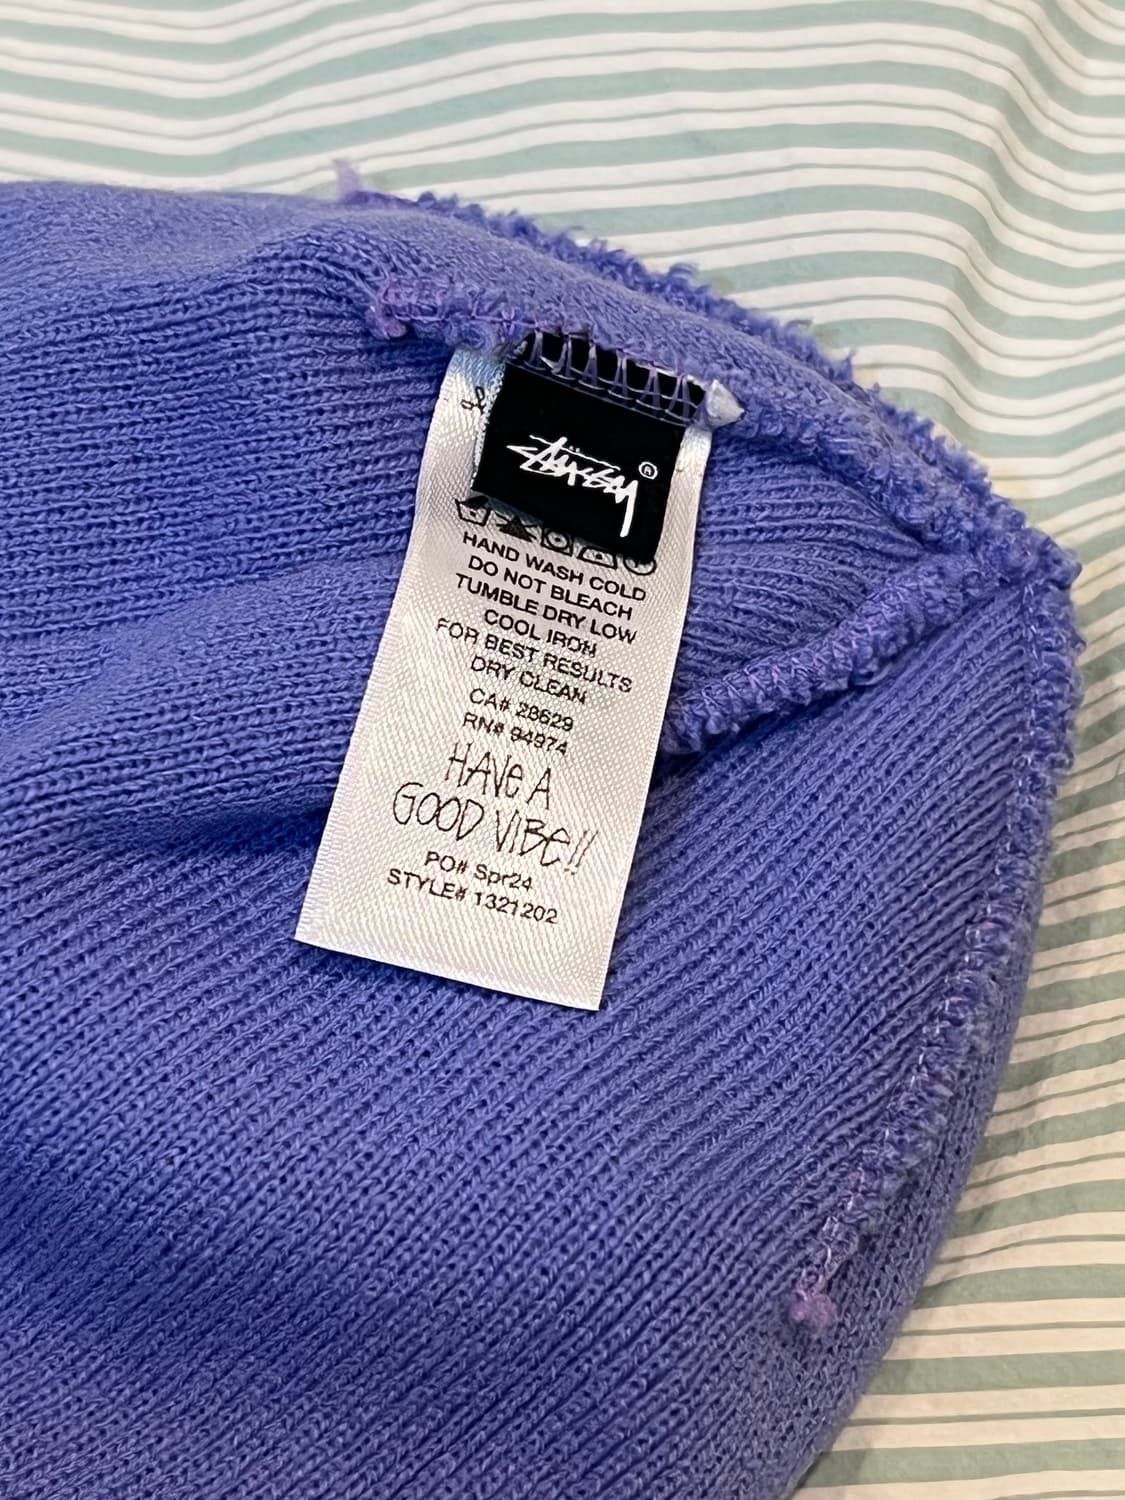 STÜSSY ®
HAND WASH COLD
DO NOT BLEACH
TUMBLE DRY LOW
COOL IRON
FOR BEST RESULTS
DRY CLEAN
CA# 28629
RN# 94974
HAVE A
GOOD VIBE!!
PO# Spr24
STYLE# 1321202